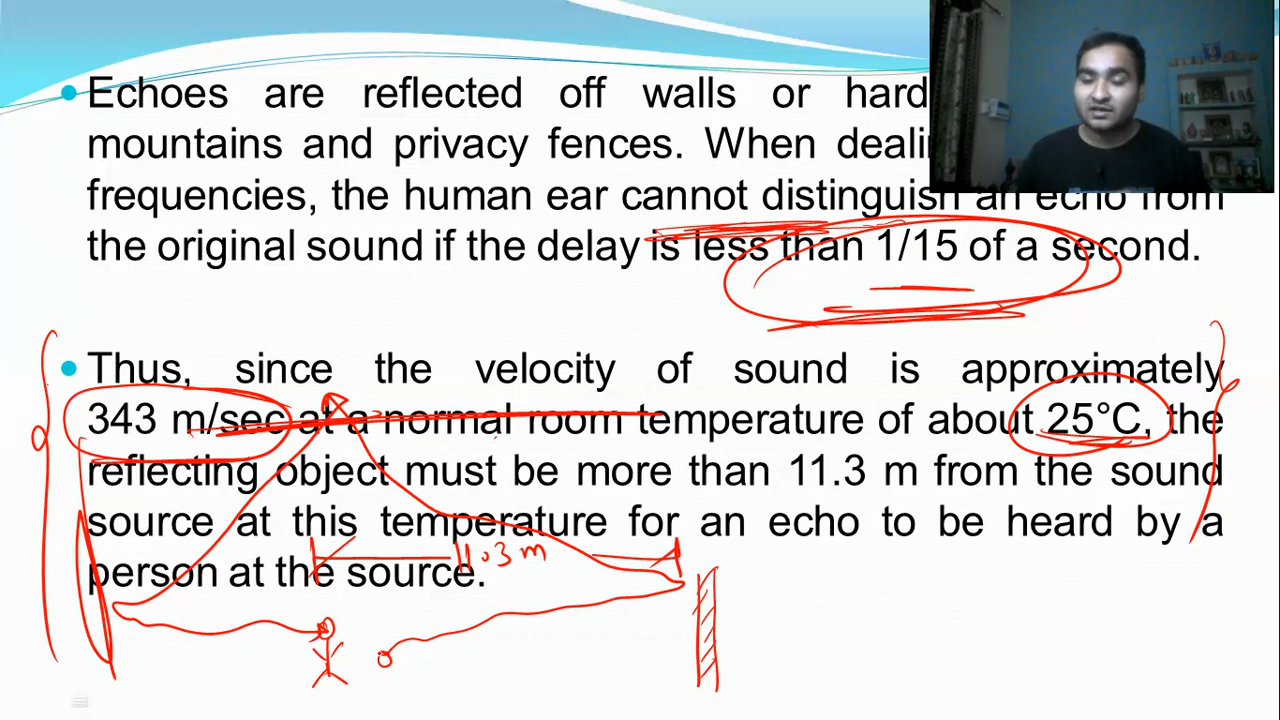 Echoes are reflected off walls or hard
mountains and privacy fences. When
frequencies, the human ear cannot distinguish an echo from
the original sound if the delay is less than 1/15 of a second.
Thus, since the velocity of sound is approximately
343 m/sec at a normal room temperature of about 25°C, the
reflecting object must be more than 11.3 m from the sound
source at this temperature for an echo to be heard by a
11.3 m
person at the source.